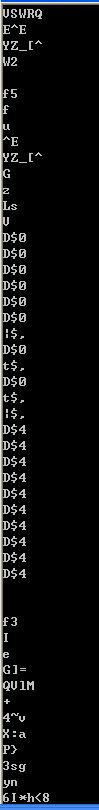 VSWRQ
E^E
YZ_[^
W2
f5
f
u
^E
YZ_[^
G
z
Ls
V
D$0
D$0
D$0
D$0
D$0
D$0
!$,
D$0
t$,
D$0
t$,
!$,
D$4
D$4
D$4
D$4
D$4
D$4
D$4
D$4
D$4
D$4
f3
I
e
G]=
QU1M
+
4~v
X:a
P}
3sg
yn
6I*h<8